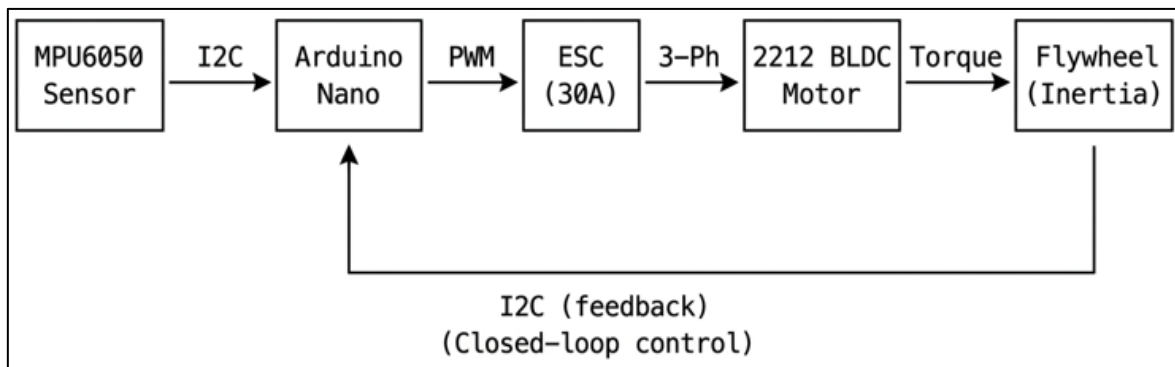 MPU6050
Sensor
I2C
Arduino
Nano
PWM
ESC
(30A)
3-Ph
2212 BLDC
Motor
Torque
Flywheel
(Inertia)
I2C (feedback)
(Closed-loop control)